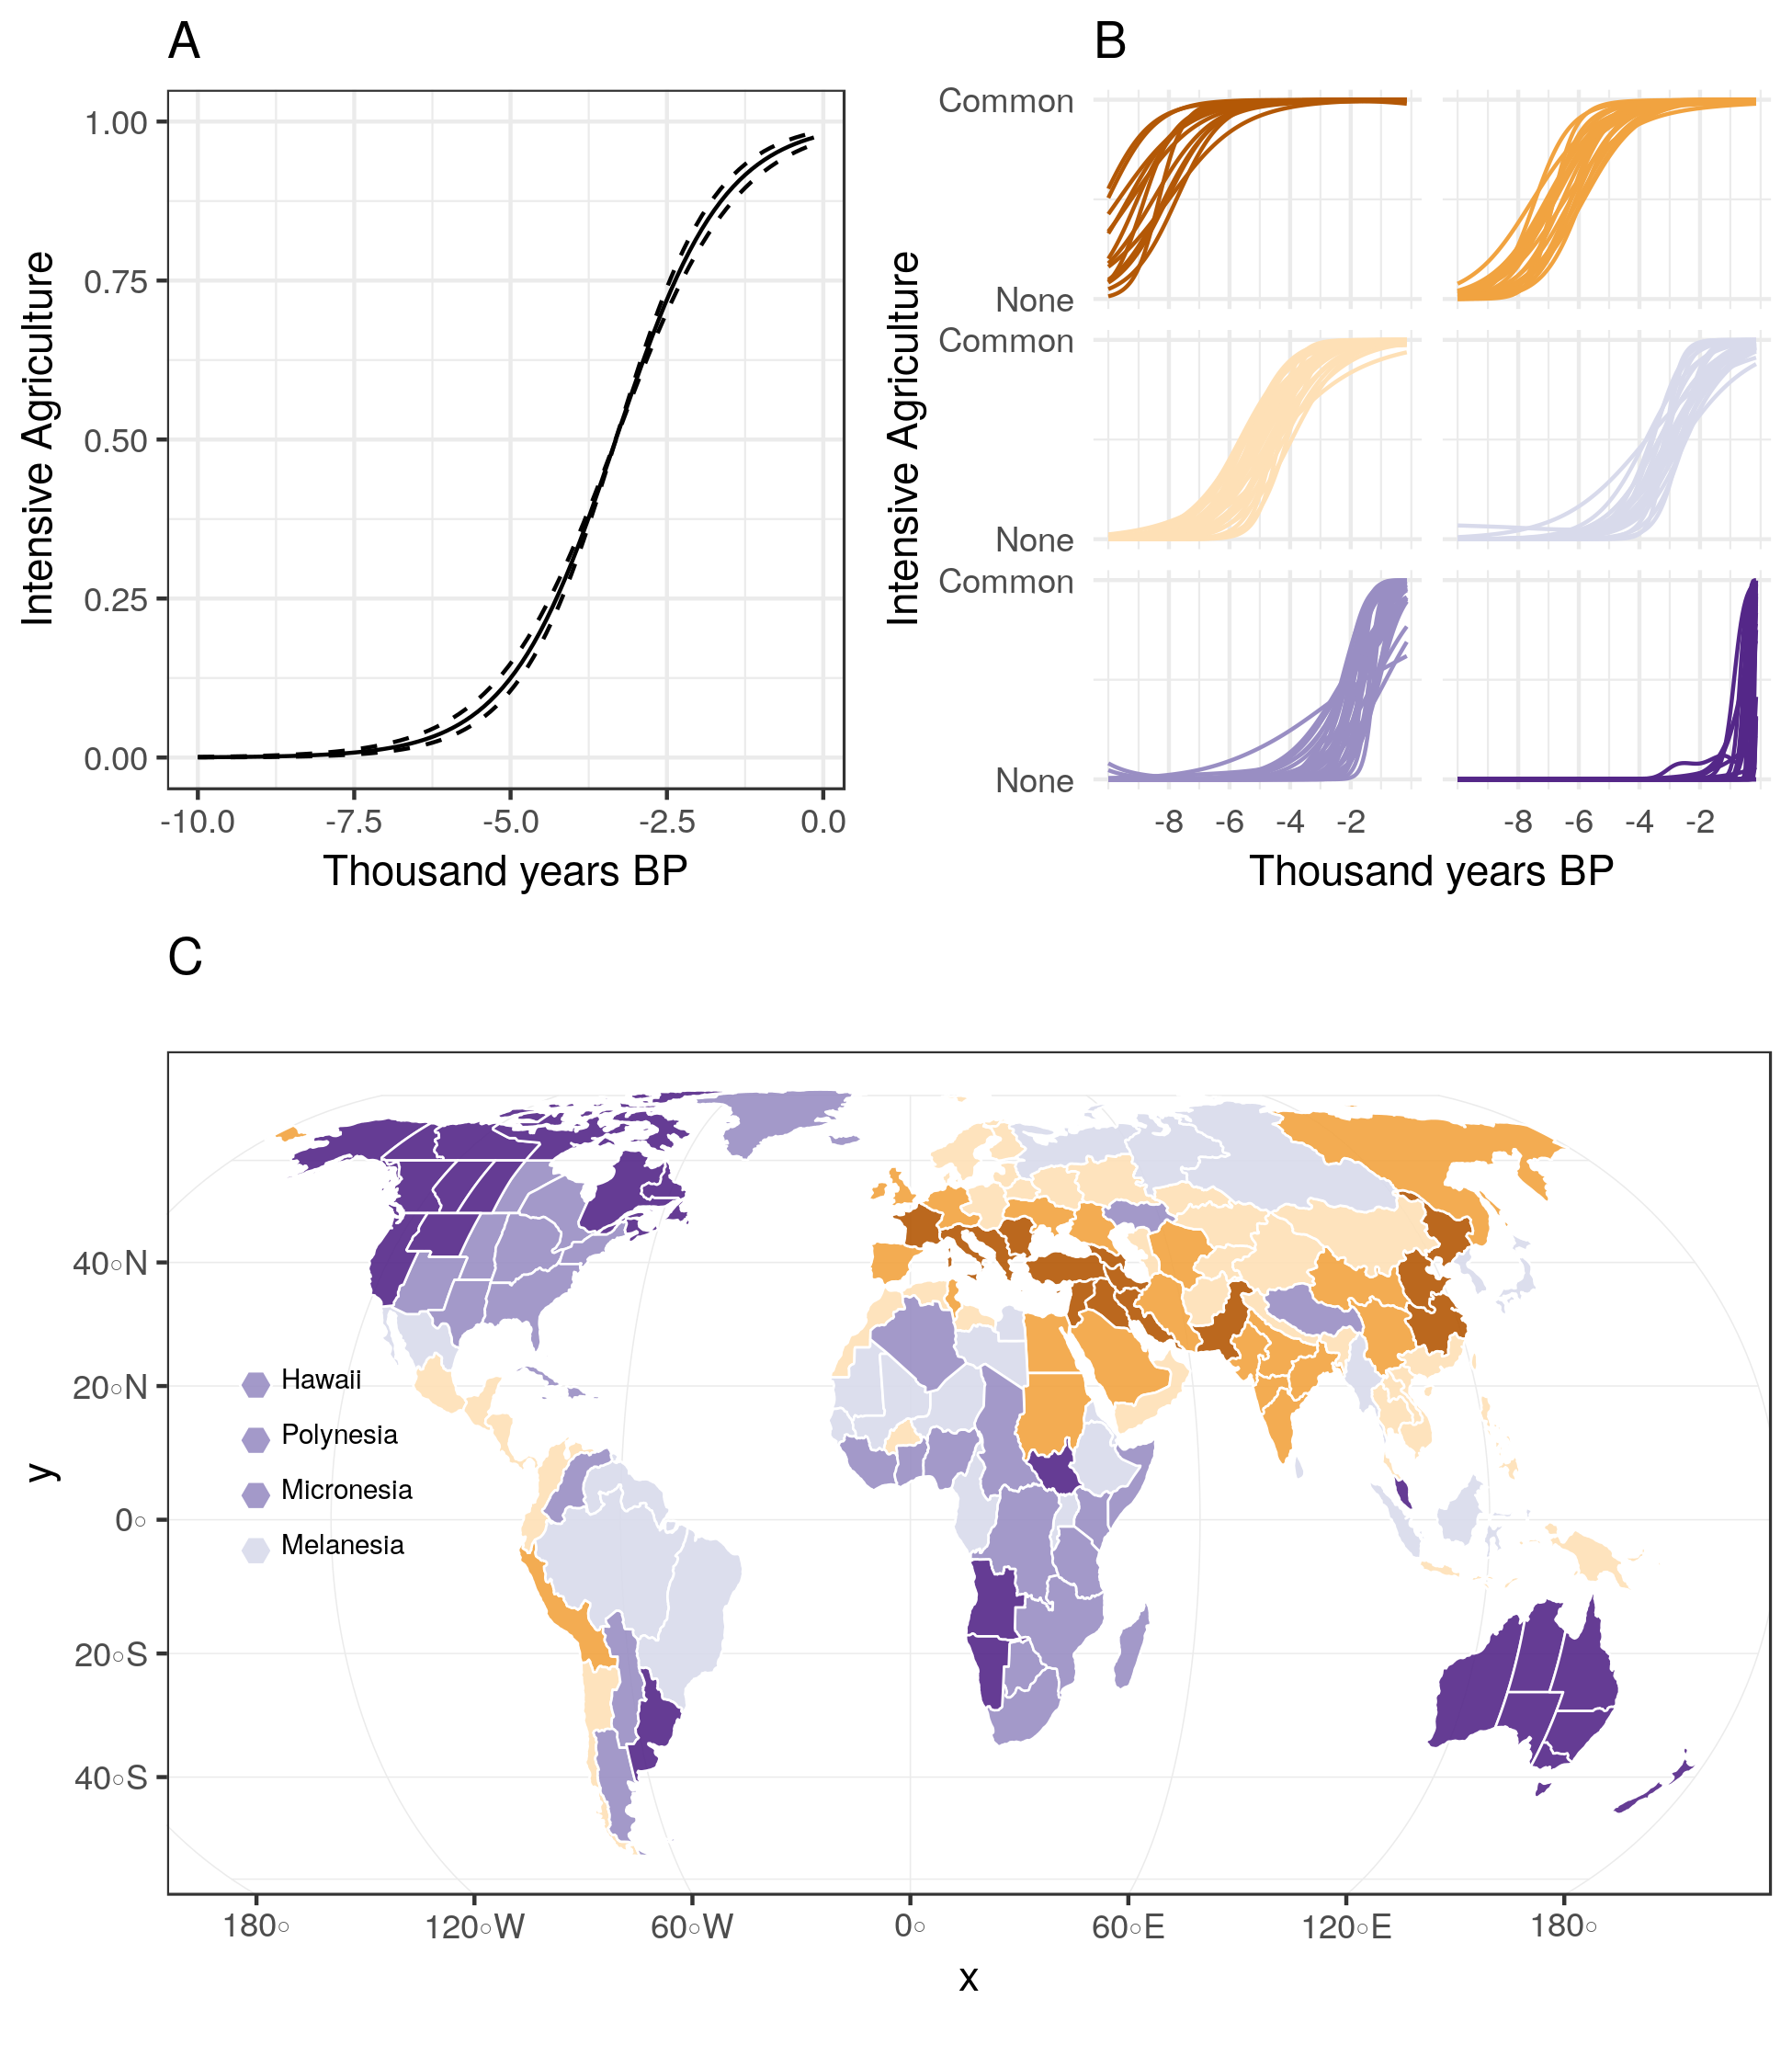 A
B
Intensive Agriculture
1.00
0.75
0.50
0.25
0.00
-10.0 -7.5 -5.0 -2.5 0.0
Thousand years BP
Intensive Agriculture
Common
None
Common
None
Common
None
-8 -6 -4 -2 -8 -6 -4 -2
Thousand years BP
C
y
40°N
20°N
0°
20°S
40°S
Hawaii
Polynesia
Micronesia
Melanesia
180° 120°W 60°W 0° 60°E 120°E 180°
x